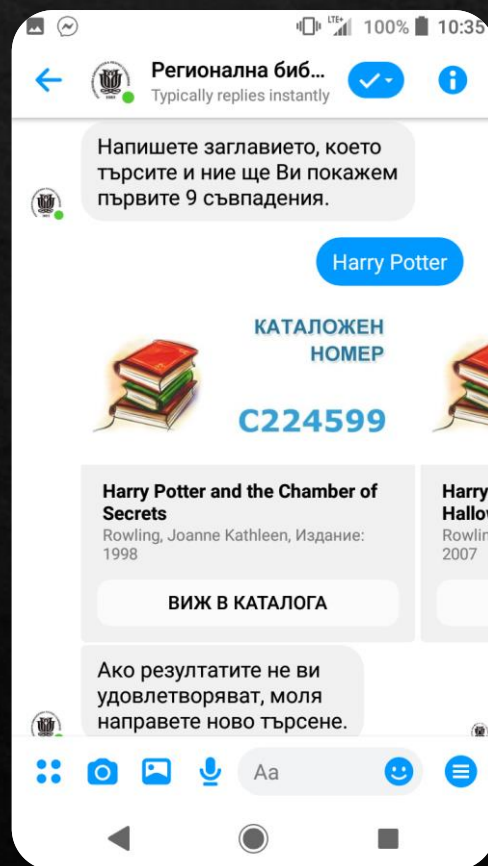 LTE+ 100% 10:35
Регионална биб...
Typically replies instantly
Напишете заглавието, което
търсите и ние ще Ви покажем
първите 9 съвпадения.
Harry Potter
КАТАЛОЖЕН
НОМЕР
C224599
Harry Potter and the Chamber of
Secrets
Rowling, Joanne Kathleen, Издание:
1998
ВИЖ В КАТАЛОГА
Harry
Hallo
Rowlin
2007
Ако резултатите не ви
удовлетворяват, моля
направете ново търсене.
Aa